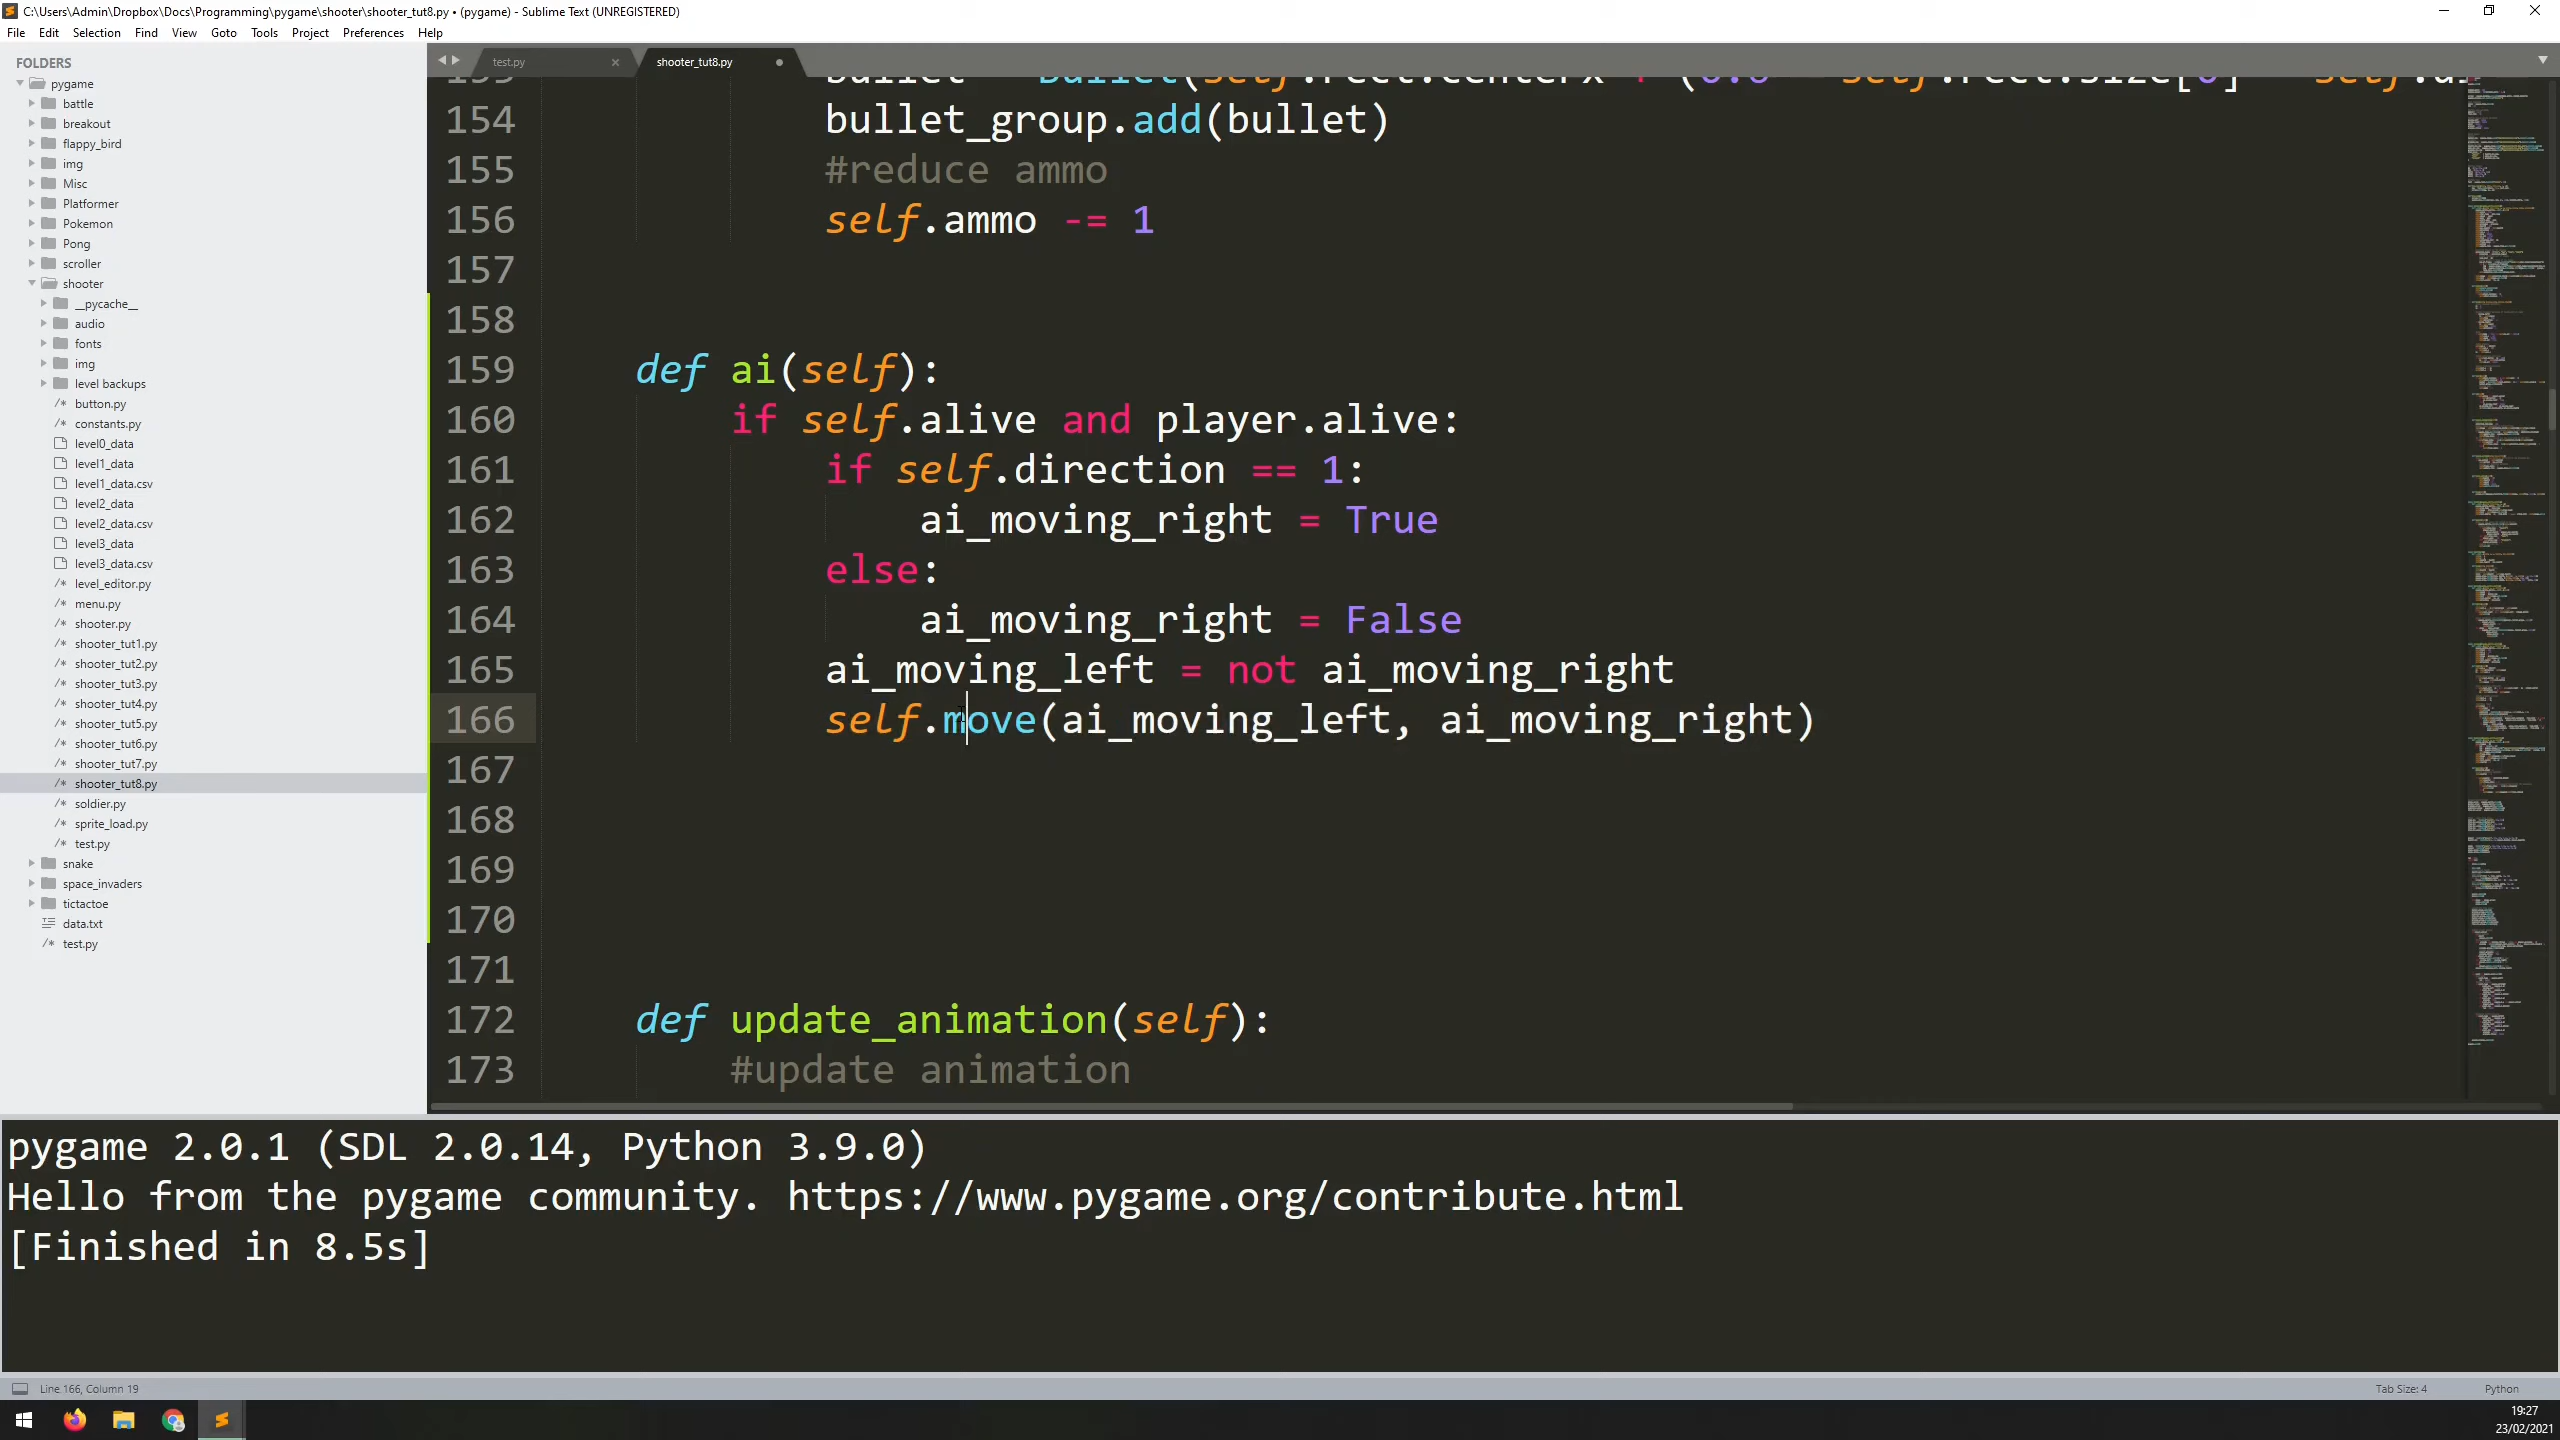 C:\Users\Admin\Dropbox\Docs\Programming\pygame\shooter\shooter_tut8.py • (pygame) - Sublime Text (UNREGISTERED)
File Edit Selection Find View Goto Tools Project Preferences Help
FOLDERS
pygame
battle
breakout
flappy_bird
img
Misc
Platformer
Pokemon
Pong
scroller
shooter
__pycache__
audio
fonts
img
level backups
/* button.py
/* constants.py
level0_data
level1_data
level1_data.csv
level2_data
level2_data.csv
level3_data
level3_data.csv
/* level_editor.py
/* menu.py
/* shooter.py
/* shooter_tut1.py
/* shooter_tut2.py
/* shooter_tut3.py
/* shooter_tut4.py
/* shooter_tut5.py
/* shooter_tut6.py
/* shooter_tut7.py
/* shooter_tut8.py
/* soldier.py
/* sprite_load.py
/* test.py
snake
space_invaders
tictactoe
data.txt
/* test.py
test.py × shooter_tut8.py •
154 bullet_group.add(bullet)
155 #reduce ammo
156 self.ammo -= 1
157
158
159 def ai(self):
160 if self.alive and player.alive:
161 if self.direction == 1:
162 ai_moving_right = True
163 else:
164 ai_moving_right = False
165 ai_moving_left = not ai_moving_right
166 self.move(ai_moving_left, ai_moving_right)
167
168
169
170
171
172 def update_animation(self):
173 #update animation
pygame 2.0.1 (SDL 2.0.14, Python 3.9.0)
Hello from the pygame community. https://www.pygame.org/contribute.html
[Finished in 8.5s]
Line 166, Column 19 Tab Size: 4 Python
19:27
23/02/2021